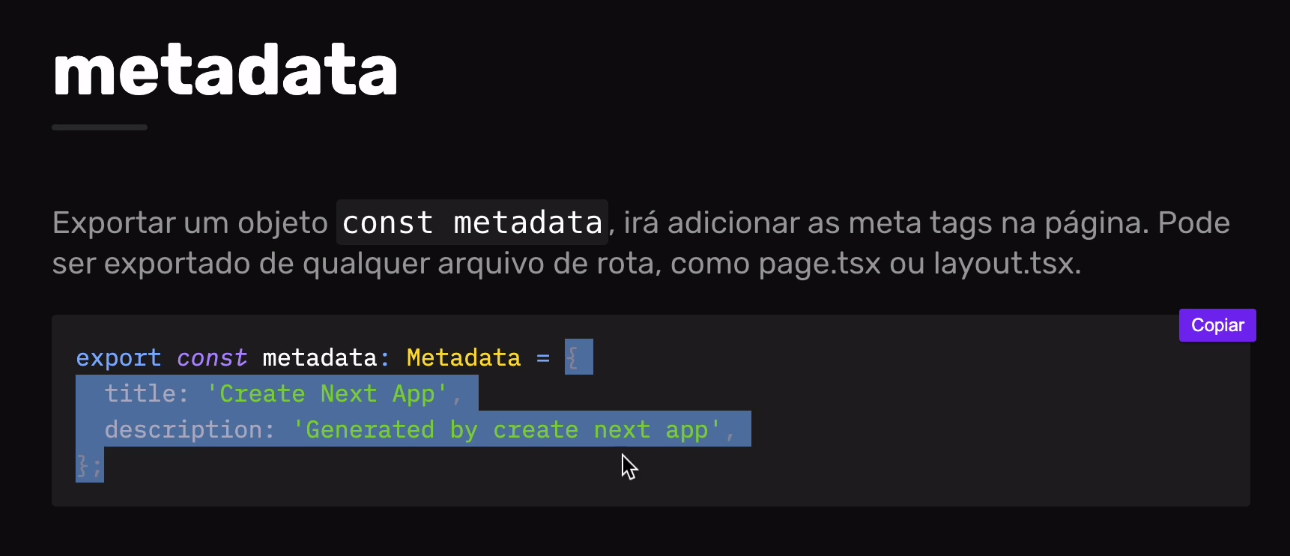 metadata
Exportar um objeto const metadata, irá adicionar as meta tags na página. Pode
ser exportado de qualquer arquivo de rota, como page.tsx ou layout.tsx.
Copiar
export const metadata: Metadata = {
  title: 'Create Next App',
  description: 'Generated by create next app',
};